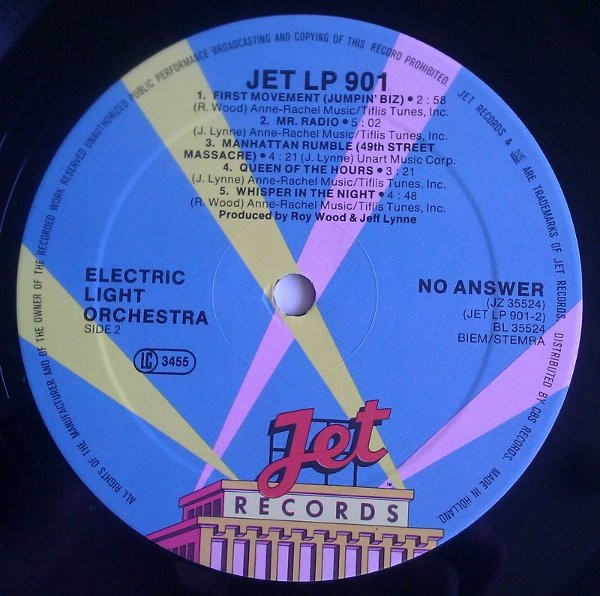 UNAUTHORIZED PUBLIC PERFORMANCE BROADCASTING AND COPYING OF THIS RECORD PROHIBITED. JET RECORDS & JET ARE TRADEMARKS OF JET RECORDS. DISTRIBUTED BY CBS RECORDS. MADE IN HOLLAND.
ALL RIGHTS OF THE MANUFACTURER AND OF THE OWNER OF THE RECORDED WORK RESERVED
JET LP 901
1. FIRST MOVEMENT (JUMPIN' BIZ) • 2:58
(R. Wood) Anne-Rachel Music/Tiflis Tunes, Inc.
2. MR. RADIO • 5:02
(J. Lynne) Anne-Rachel Music/Tiflis Tunes, Inc.
3. MANHATTAN RUMBLE (49th STREET
MASSACRE) • 4:21 (J. Lynne) Unart Music Corp.
4. QUEEN OF THE HOURS • 3:21
(J. Lynne) Anne-Rachel Music/Tiflis Tunes, Inc.
5. WHISPER IN THE NIGHT • 4:48
(R. Wood) Anne-Rachel Music/Tiflis Tunes, Inc.
Produced by Roy Wood & Jeff Lynne
ELECTRIC
LIGHT
ORCHESTRA
SIDE 2
LC 3455
NO ANSWER
(JZ 35524)
(JET LP 901-2)
BL 35524
BIEM/STEMRA
Jet
TM
RECORDS